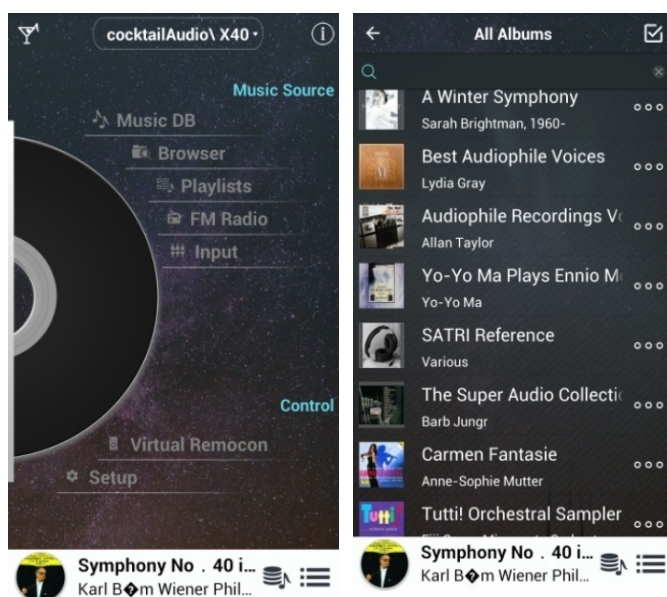 cocktailAudio\ X40
Music Source
Music DB
Browser
Playlists
FM Radio
Input
Control
Virtual Remocon
Setup
Symphony No . 40 i...
Karl B�m Wiener Phil...
All Albums
A Winter Symphony
Sarah Brightman, 1960-
Best Audiophile Voices
Lydia Gray
Audiophile Recordings V
Allan Taylor
Yo-Yo Ma Plays Ennio M
Yo-Yo Ma
SATRI Reference
Various
The Super Audio Collecti
Barb Jungr
Carmen Fantasie
Anne-Sophie Mutter
Tutti
Tutti! Orchestral Sampler
Symphony No . 40 i...
Karl B�m Wiener Phil...